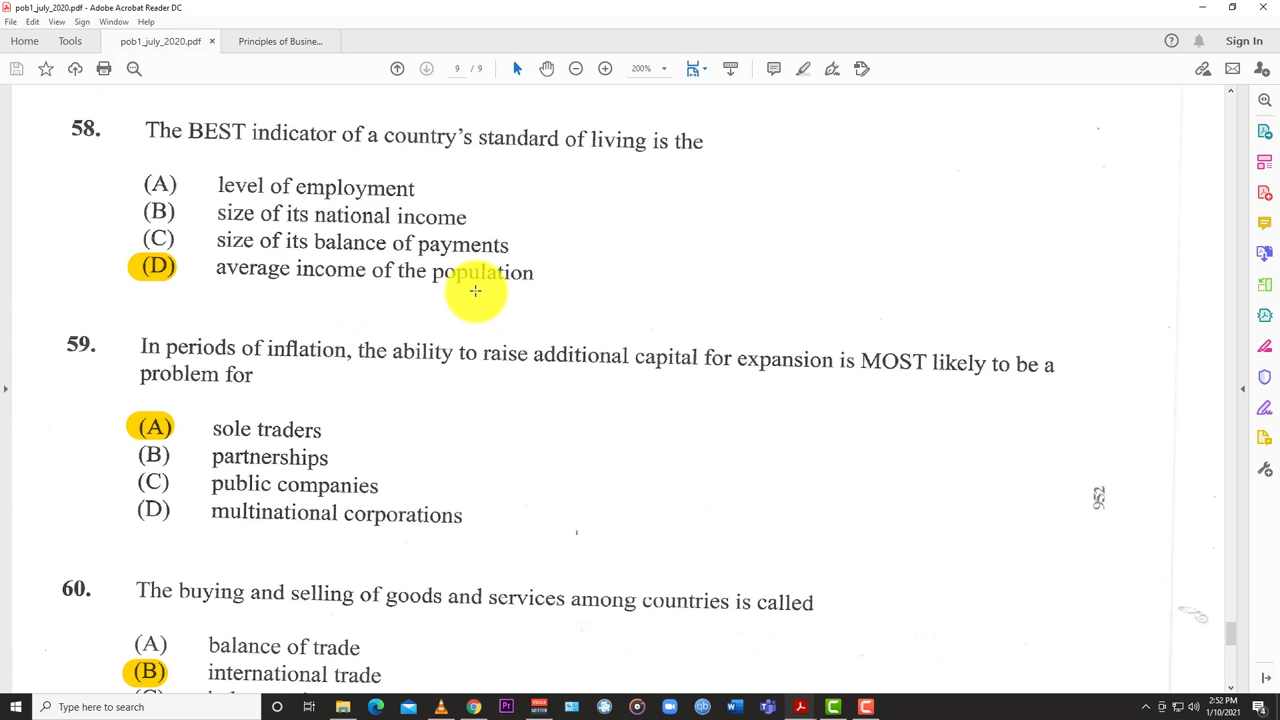 pob1_july_2020.pdf - Adobe Acrobat Reader DC
File Edit View Sign Window Help
Home Tools pob1_july_2020.pdf × Principles of Busine... Sign In
9 / 9 200%
58. The BEST indicator of a country's standard of living is the
(A) level of employment
(B) size of its national income
(C) size of its balance of payments
(D) average income of the population
59. In periods of inflation, the ability to raise additional capital for expansion is MOST likely to be a
problem for
(A) sole traders
(B) partnerships
(C) public companies
(D) multinational corporations
952
60. The buying and selling of goods and services among countries is called
(A) balance of trade
(B) international trade
Type here to search
2:52 PM
1/10/2021